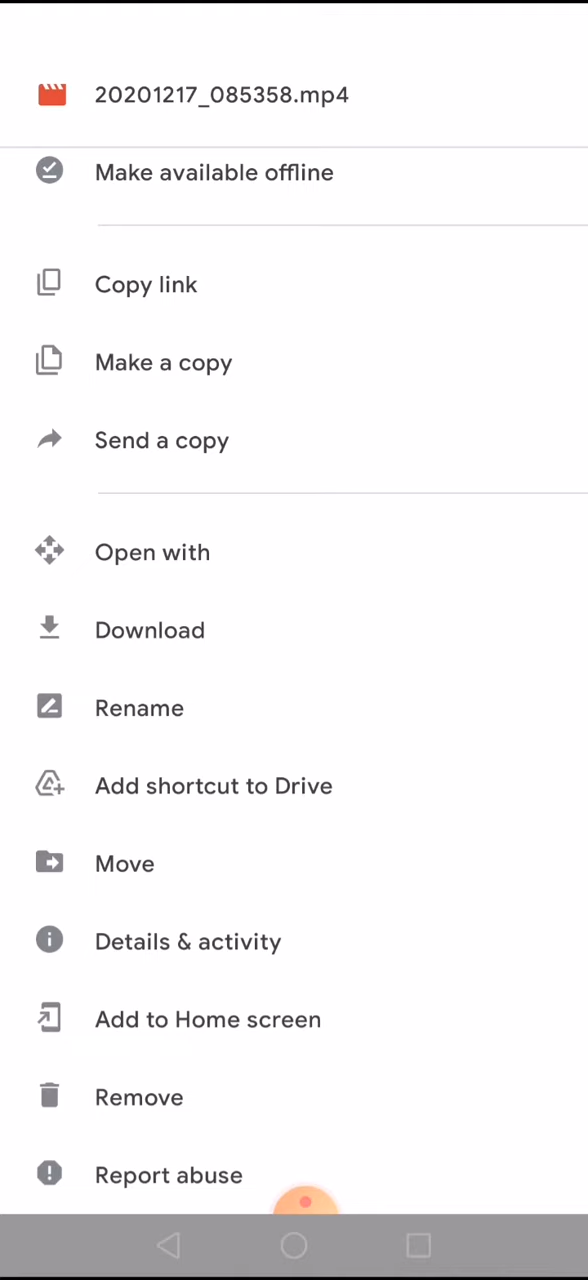 20201217_085358.mp4
Make available offline
Copy link
Make a copy
Send a copy
Open with
Download
Rename
Add shortcut to Drive
Move
Details & activity
Add to Home screen
Remove
Report abuse